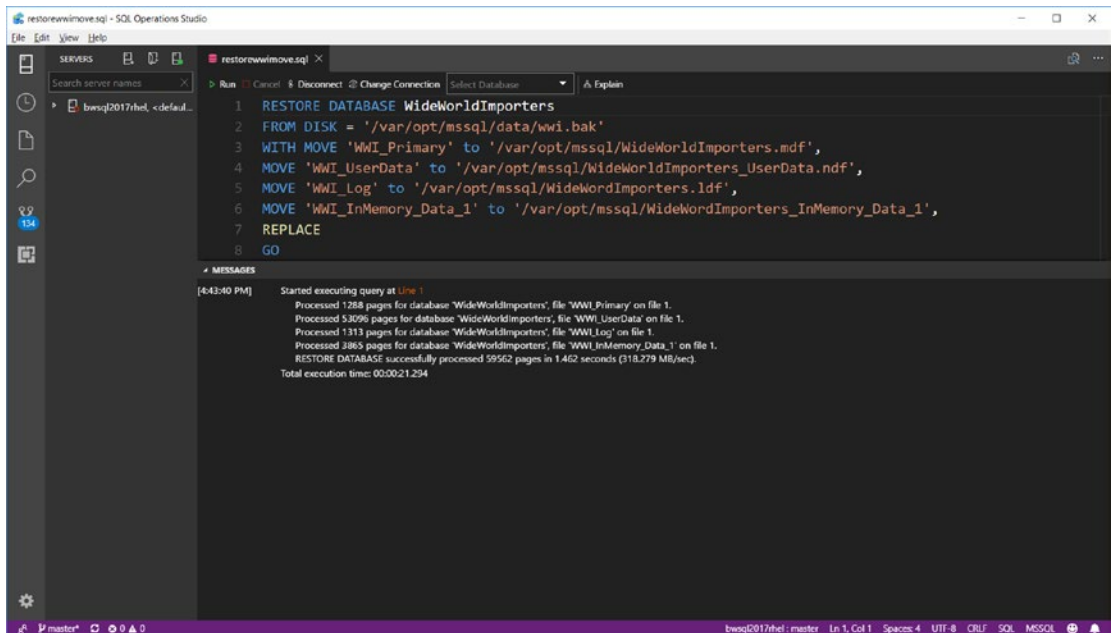 restorewwimove.sql - SQL Operations Studio
File Edit View Help
SERVERS
restorewwimove.sql
Search server names
Run Cancel Disconnect Change Connection Select Database Explain
bwsql2017rhel, <defaul...
1 RESTORE DATABASE WideWorldImporters
2 FROM DISK = '/var/opt/mssql/data/wwi.bak'
3 WITH MOVE 'WWI_Primary' to '/var/opt/mssql/WideWorldImporters.mdf',
4 MOVE 'WWI_UserData' to '/var/opt/mssql/WideWorldImporters_UserData.ndf',
5 MOVE 'WWI_Log' to '/var/opt/mssql/WideWordImporters.ldf',
6 MOVE 'WWI_InMemory_Data_1' to '/var/opt/mssql/WideWordImporters_InMemory_Data_1',
7 REPLACE
8 GO
134
MESSAGES
[4:43:40 PM] Started executing query at Line 1
Processed 1288 pages for database 'WideWorldImporters', file 'WWI_Primary' on file 1.
Processed 53096 pages for database 'WideWorldImporters', file 'WWI_UserData' on file 1.
Processed 1313 pages for database 'WideWorldImporters', file 'WWI_Log' on file 1.
Processed 3865 pages for database 'WideWorldImporters', file 'WWI_InMemory_Data_1' on file 1.
RESTORE DATABASE successfully processed 59562 pages in 1.462 seconds (318.279 MB/sec).
Total execution time: 00:00:21.294
master* 0 0 bwsql2017rhel : master Ln 1, Col 1 Spaces: 4 UTF-8 CRLF SQL MSSQL